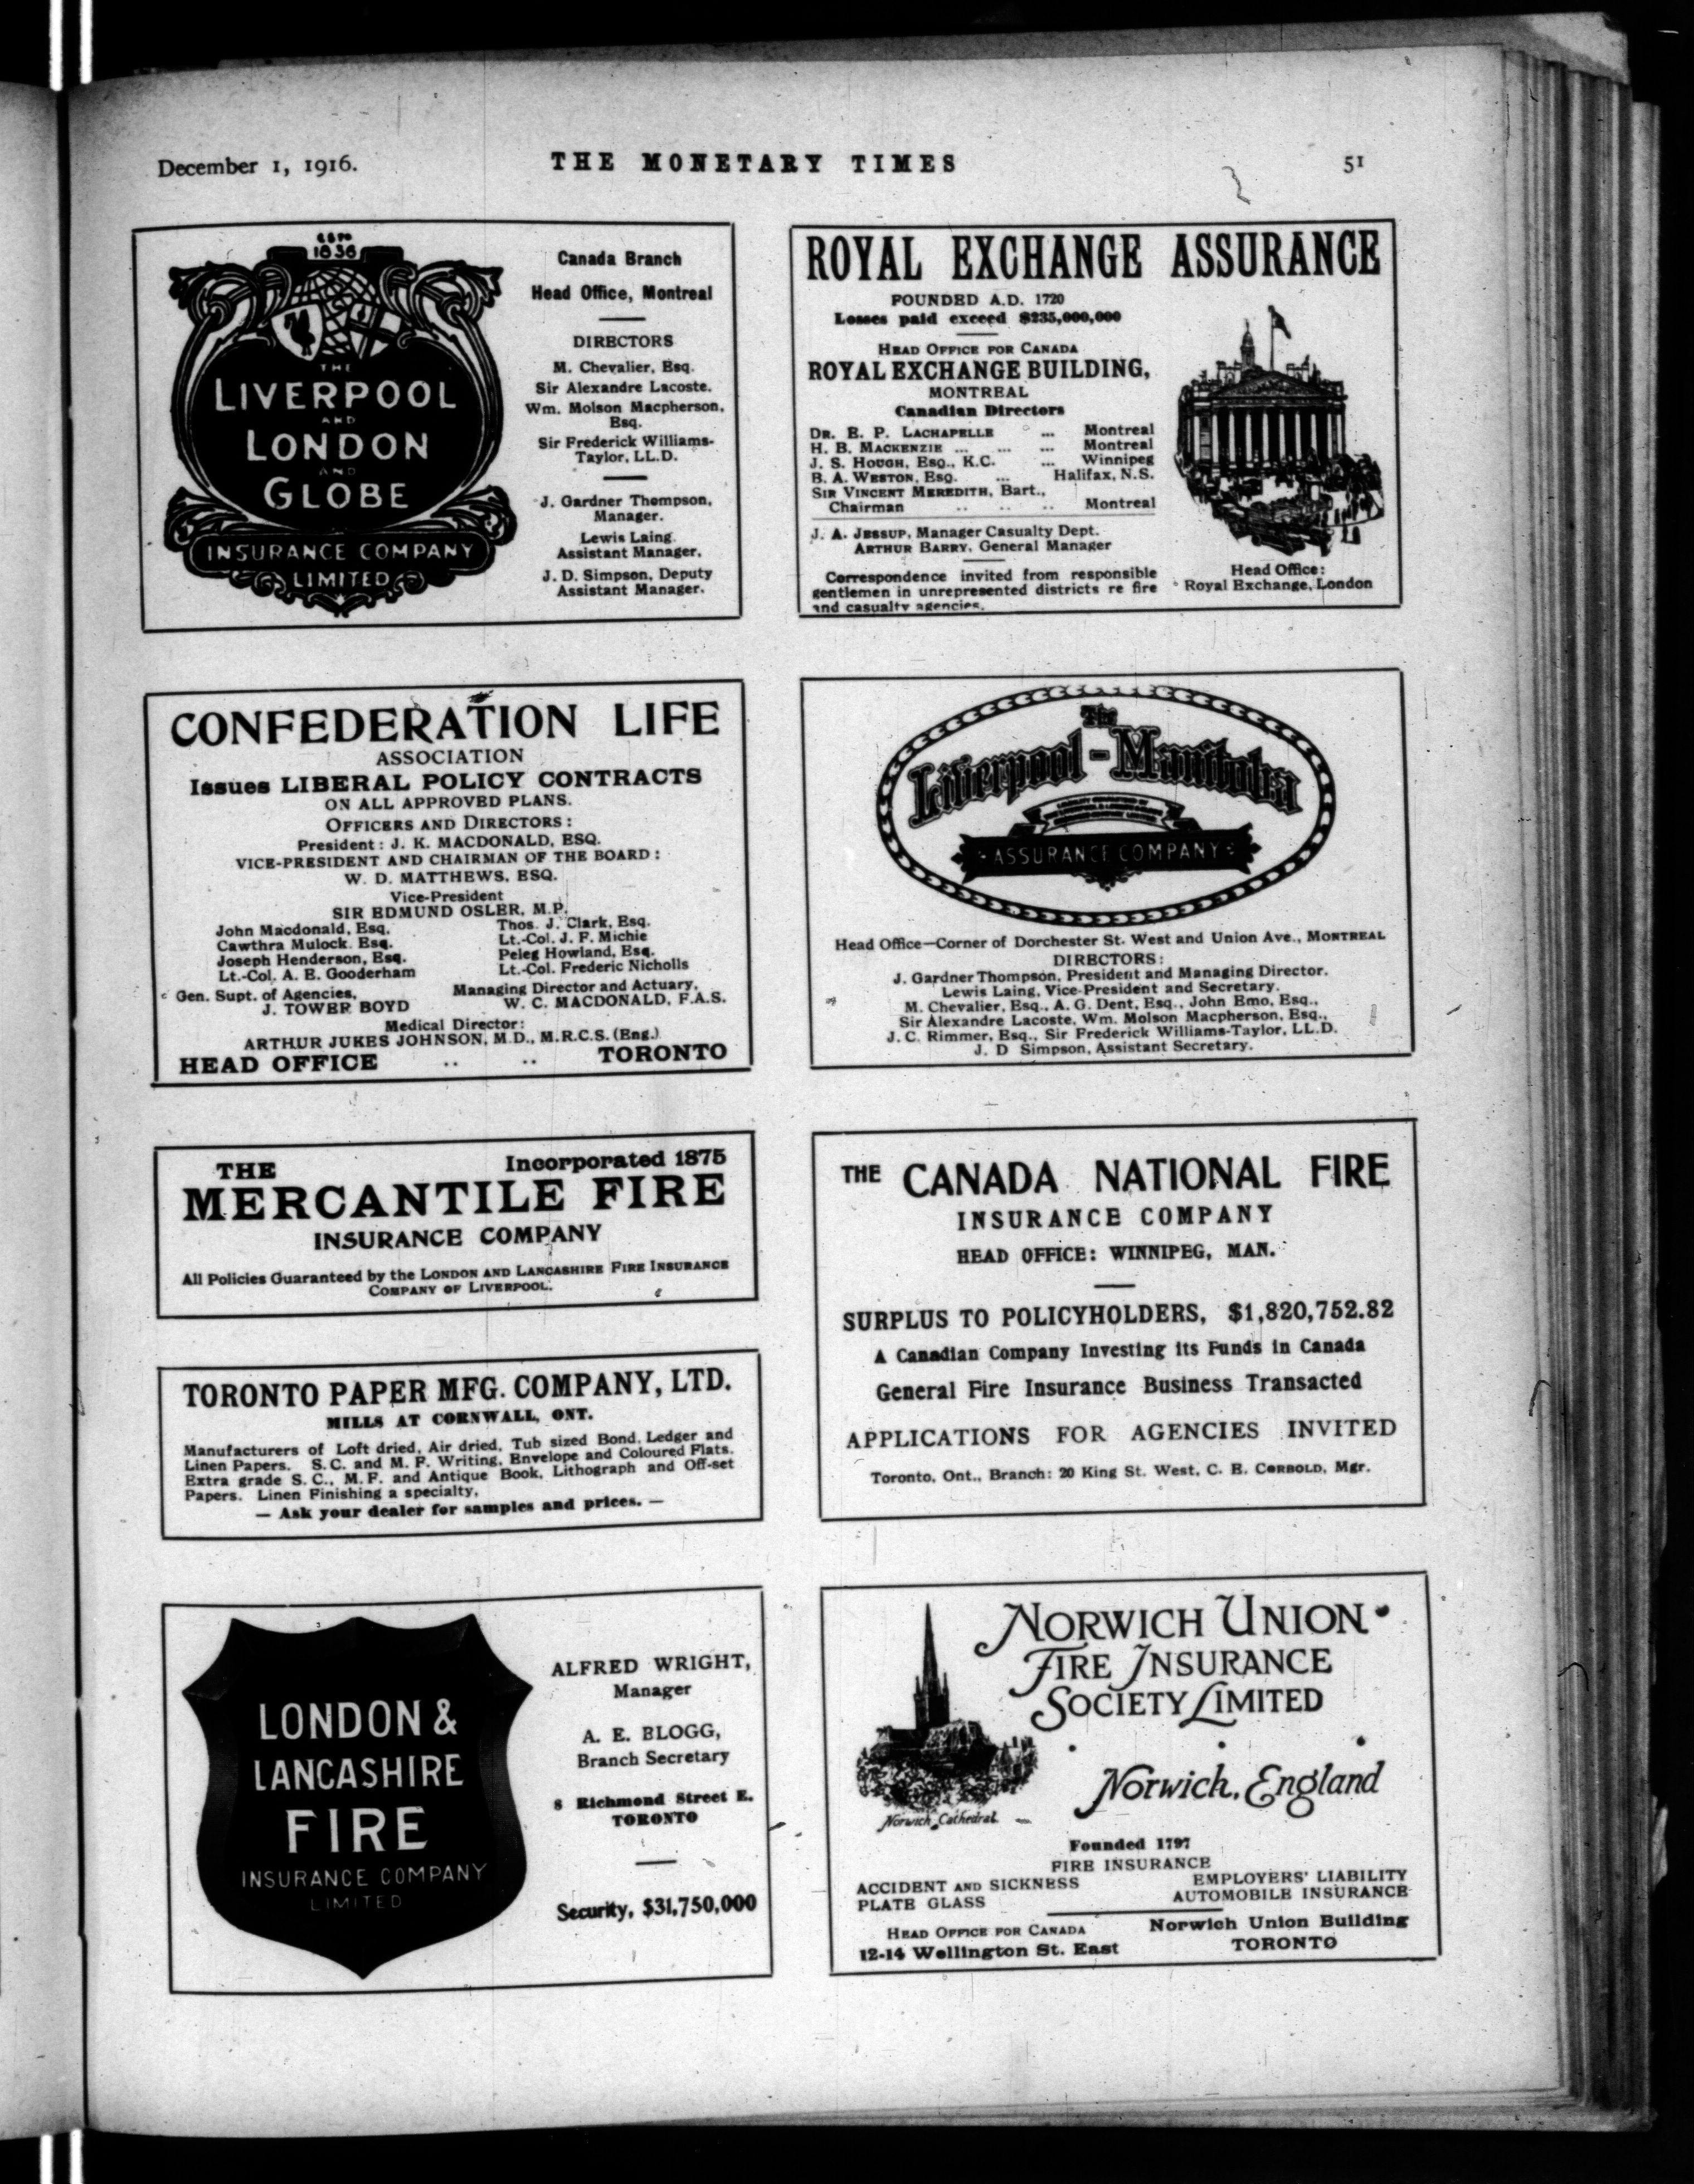 December 1, 1916.
THE MONETARY TIMES
51
ESTD
1836
THE
LIVERPOOL
AND
LONDON
AND
GLOBE
INSURANCE COMPANY
LIMITED
Canada Branch
Head Office, Montreal
DIRECTORS
M. Chevalier, Esq.
Sir Alexandre Lacoste.
Wm. Molson Macpherson,
Esq.
Sir Frederick Williams-
Taylor, LL.D.
J. Gardner Thompson,
Manager.
Lewis Laing.
Assistant Manager.
J. D. Simpson, Deputy
Assistant Manager.
ROYAL EXCHANGE ASSURANCE
FOUNDED A.D. 1720
Losses paid exceed $235,000,000
HEAD OFFICE FOR CANADA
ROYAL EXCHANGE BUILDING,
MONTREAL
Canadian Directors
DR. E. P. LACHAPELLE ... Montreal
H. B. MACKENZIE ... ... ... Montreal
J. S. HOUGH, ESQ., K.C. ... Winnipeg
B. A. WESTON, ESQ. ... Halifax, N.S.
SIR VINCENT MEREDITH, Bart.,
Chairman .. .. .. Montreal
J. A. JESSUP, Manager Casualty Dept.
ARTHUR BARRY, General Manager
Correspondence invited from responsible
gentlemen in unrepresented districts re fire
and casualty agencies.
Head Office:
Royal Exchange, London
CONFEDERATION LIFE
ASSOCIATION
Issues LIBERAL POLICY CONTRACTS
ON ALL APPROVED PLANS.
OFFICERS AND DIRECTORS:
President: J. K. MACDONALD, ESQ.
VICE-PRESIDENT AND CHAIRMAN OF THE BOARD:
W. D. MATTHEWS, ESQ.
Vice-President
SIR EDMUND OSLER, M.P.
John Macdonald, Esq. Thos. J. Clark, Esq.
Cawthra Mulock, Esq. Lt.-Col. J. F. Michie
Joseph Henderson, Esq. Peleg Howland, Esq.
Lt.-Col. A. E. Gooderham Lt.-Col. Frederic Nicholls
Gen. Supt. of Agencies, Managing Director and Actuary,
J. TOWER BOYD W. C. MACDONALD, F.A.S.
Medical Director:
ARTHUR JUKES JOHNSON, M.D., M.R.C.S. (Eng.)
HEAD OFFICE .. .. TORONTO
The
Liverpool-Manitoba
ASSURANCE COMPANY
Head Office—Corner of Dorchester St. West and Union Ave., MONTREAL
DIRECTORS:
J. Gardner Thompson, President and Managing Director.
Lewis Laing, Vice-President and Secretary.
M. Chevalier, Esq., A. G. Dent, Esq., John Emo, Esq.,
Sir Alexandre Lacoste, Wm. Molson Macpherson, Esq.,
J. C. Rimmer, Esq., Sir Frederick Williams-Taylor, LL.D.
J. D Simpson, Assistant Secretary.
THE Incorporated 1875
MERCANTILE FIRE
INSURANCE COMPANY
All Policies Guaranteed by the LONDON AND LANCASHIRE FIRE INSURANCE
COMPANY OF LIVERPOOL.
TORONTO PAPER MFG. COMPANY, LTD.
MILLS AT CORNWALL, ONT.
Manufacturers of Loft dried, Air dried, Tub sized Bond, Ledger and
Linen Papers. S.C. and M. F. Writing, Envelope and Coloured Flats.
Extra grade S. C., M. F. and Antique Book, Lithograph and Off-set
Papers. Linen Finishing a specialty.
— Ask your dealer for samples and prices. —
THE CANADA NATIONAL FIRE
INSURANCE COMPANY
HEAD OFFICE: WINNIPEG, MAN.
SURPLUS TO POLICYHOLDERS, $1,820,752.82
A Canadian Company Investing its Funds in Canada
General Fire Insurance Business Transacted
APPLICATIONS FOR AGENCIES INVITED
Toronto, Ont., Branch: 20 King St. West, C. E. CORBOLD, Mgr.
LONDON &
LANCASHIRE
FIRE
INSURANCE COMPANY
LIMITED
ALFRED WRIGHT,
Manager
A. E. BLOGG,
Branch Secretary
8 Richmond Street E.
TORONTO
Security, $31,750,000
NORWICH UNION
FIRE INSURANCE
SOCIETY LIMITED
Norwich, England
Norwich Cathedral
Founded 1797
FIRE INSURANCE
ACCIDENT AND SICKNESS EMPLOYERS' LIABILITY
PLATE GLASS AUTOMOBILE INSURANCE
HEAD OFFICE FOR CANADA Norwich Union Building
12-14 Wellington St. East TORONTO